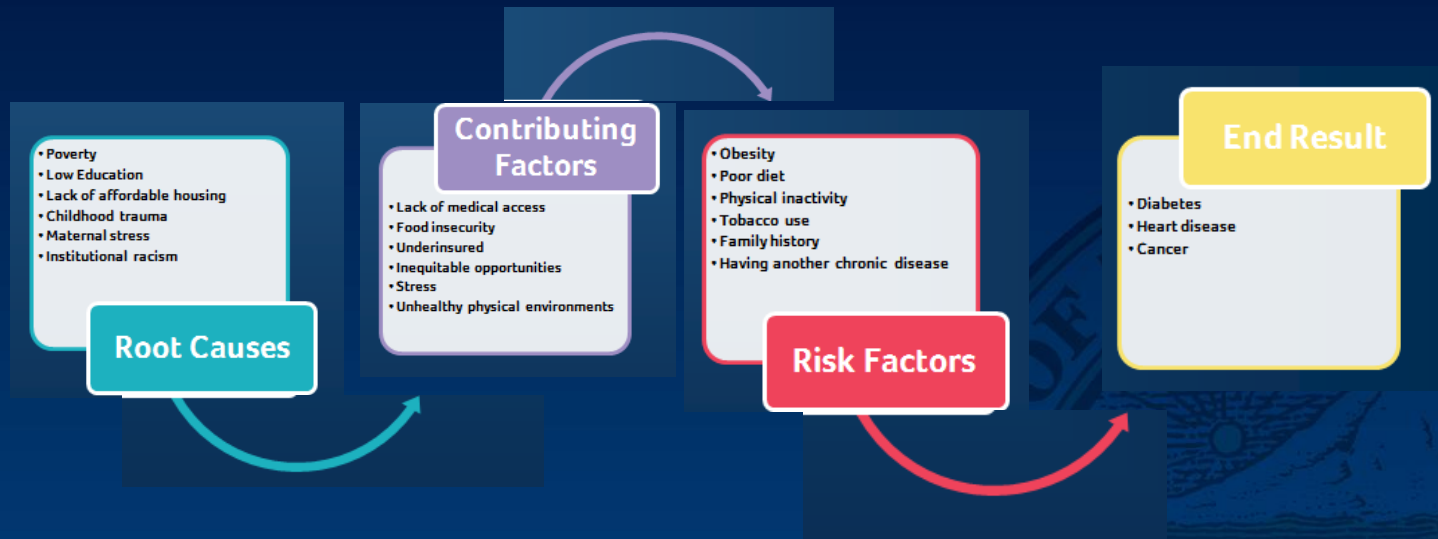 • Poverty
• Low Education
• Lack of affordable housing
• Childhood trauma
• Maternal stress
• Institutional racism
Root Causes
Contributing
Factors
• Lack of medical access
• Food insecurity
• Underinsured
• Inequitable opportunities
• Stress
• Unhealthy physical environments
• Obesity
• Poor diet
• Physical inactivity
• Tobacco use
• Family history
• Having another chronic disease
Risk Factors
End Result
• Diabetes
• Heart disease
• Cancer
OF